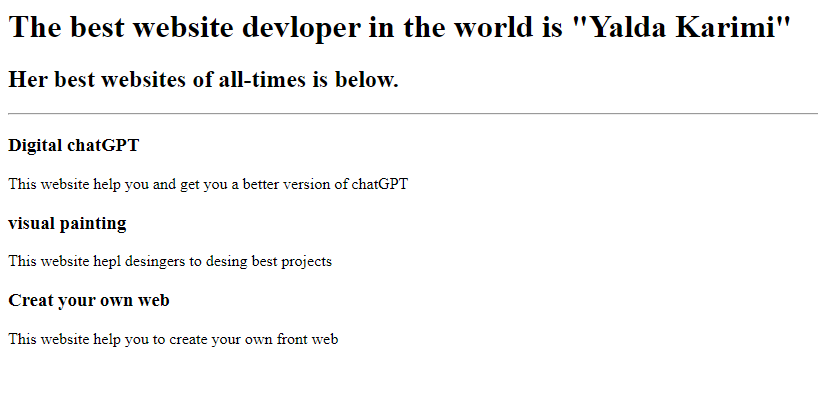 The best website devloper in the world is "Yalda Karimi"
Her best websites of all-times is below.
Digital chatGPT
This website help you and get you a better version of chatGPT
visual painting
This website hepl desingers to desing best projects
Creat your own web
This website help you to create your own front web